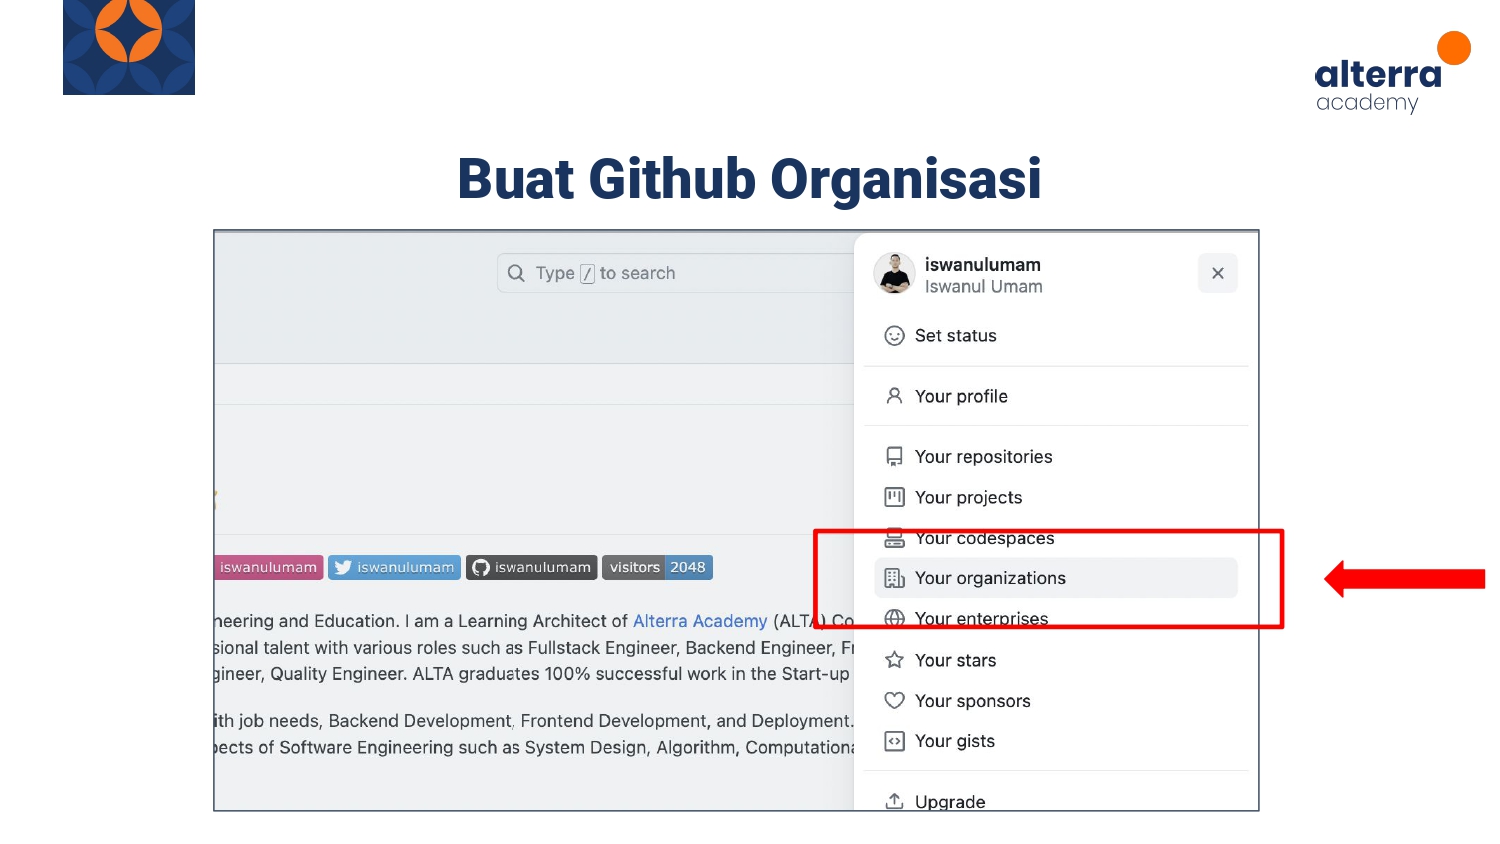 alterra
academy
Buat Github Organisasi
Type / to search
iswanulumam
Iswanul Umam
Set status
Your profile
Your repositories
Your projects
Your codespaces
Your organizations
Your enterprises
Your stars
Your sponsors
Your gists
Upgrade
iswanulumam iswanulumam iswanulumam visitors 2048
neering and Education. I am a Learning Architect of Alterra Academy (ALTA) Co
sional talent with various roles such as Fullstack Engineer, Backend Engineer, Fr
gineer, Quality Engineer. ALTA graduates 100% successful work in the Start-up
ith job needs, Backend Development, Frontend Development, and Deployment.
pects of Software Engineering such as System Design, Algorithm, Computationa